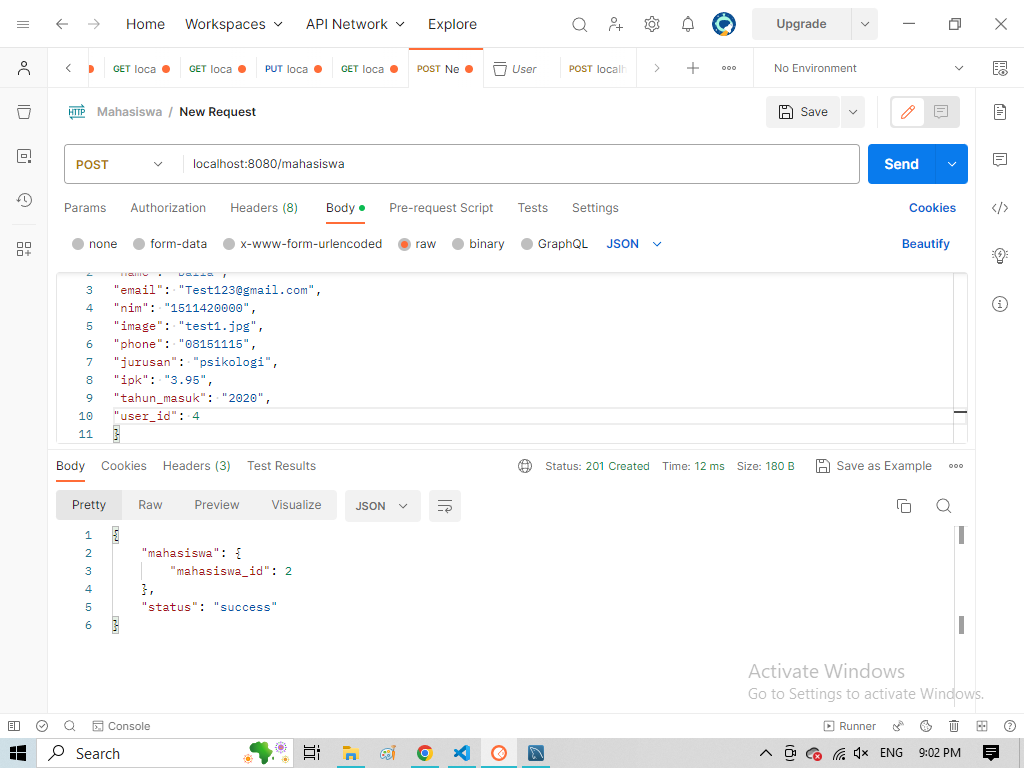 Home Workspaces API Network Explore Upgrade
GET loca GET loca PUT loca GET loca POST Ne User POST localh No Environment
HTTP Mahasiswa / New Request Save
POST localhost:8080/mahasiswa Send
Params Authorization Headers (8) Body Pre-request Script Tests Settings Cookies
none form-data x-www-form-urlencoded raw binary GraphQL JSON Beautify
3 "email": "Test123@gmail.com",
4 "nim": "1511420000",
5 "image": "test1.jpg",
6 "phone": "08151115",
7 "jurusan": "psikologi",
8 "ipk": "3.95",
9 "tahun_masuk": "2020",
10 "user_id": 4
11 }
Body Cookies Headers (3) Test Results Status: 201 Created Time: 12 ms Size: 180 B Save as Example
Pretty Raw Preview Visualize JSON
1 {
2 "mahasiswa": {
3 "mahasiswa_id": 2
4 },
5 "status": "success"
6 }
Activate Windows
Go to Settings to activate Windows.
Console Runner
Search ENG 9:02 PM